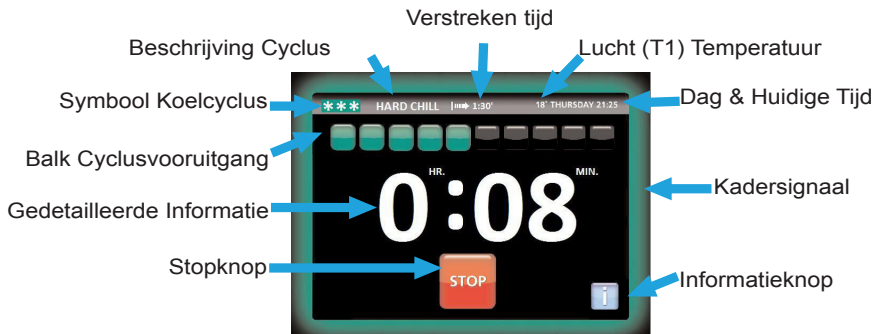 Verstreken tijd
Beschrijving Cyclus
Lucht (T1) Temperatuur
Symbool Koelcyclus
*** HARD CHILL 1:30' 18° THURSDAY 21:25
Dag & Huidige Tijd
Balk Cyclusvooruitgang
HR. MIN.
0:08
Kadersignaal
Gedetailleerde Informatie
Stopknop
STOP
i
Informatieknop